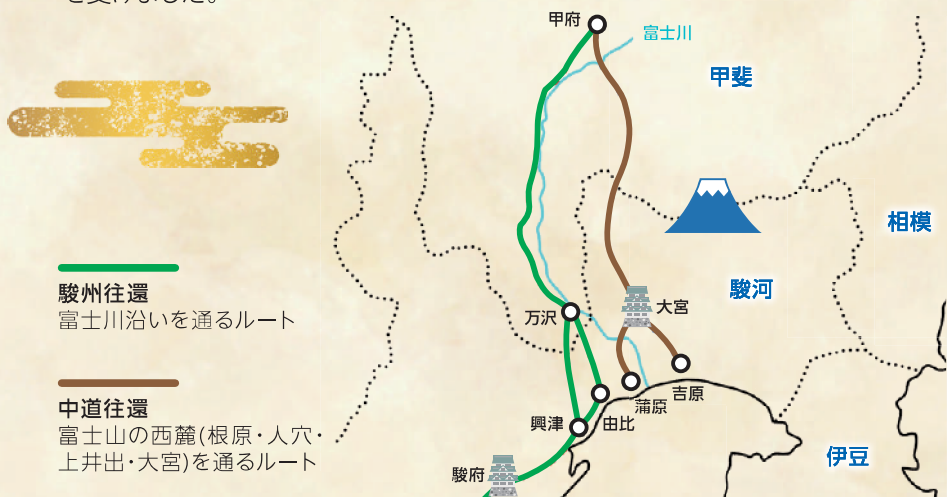 を受けました。
甲府
富士川
甲斐
相模
駿州往還
富士川沿いを通るルート
駿河
大宮
万沢
中道往還
富士山の西麓(根原・人穴・
上井出・大宮)を通るルート
吉原
蒲原
由比
興津
伊豆
駿府